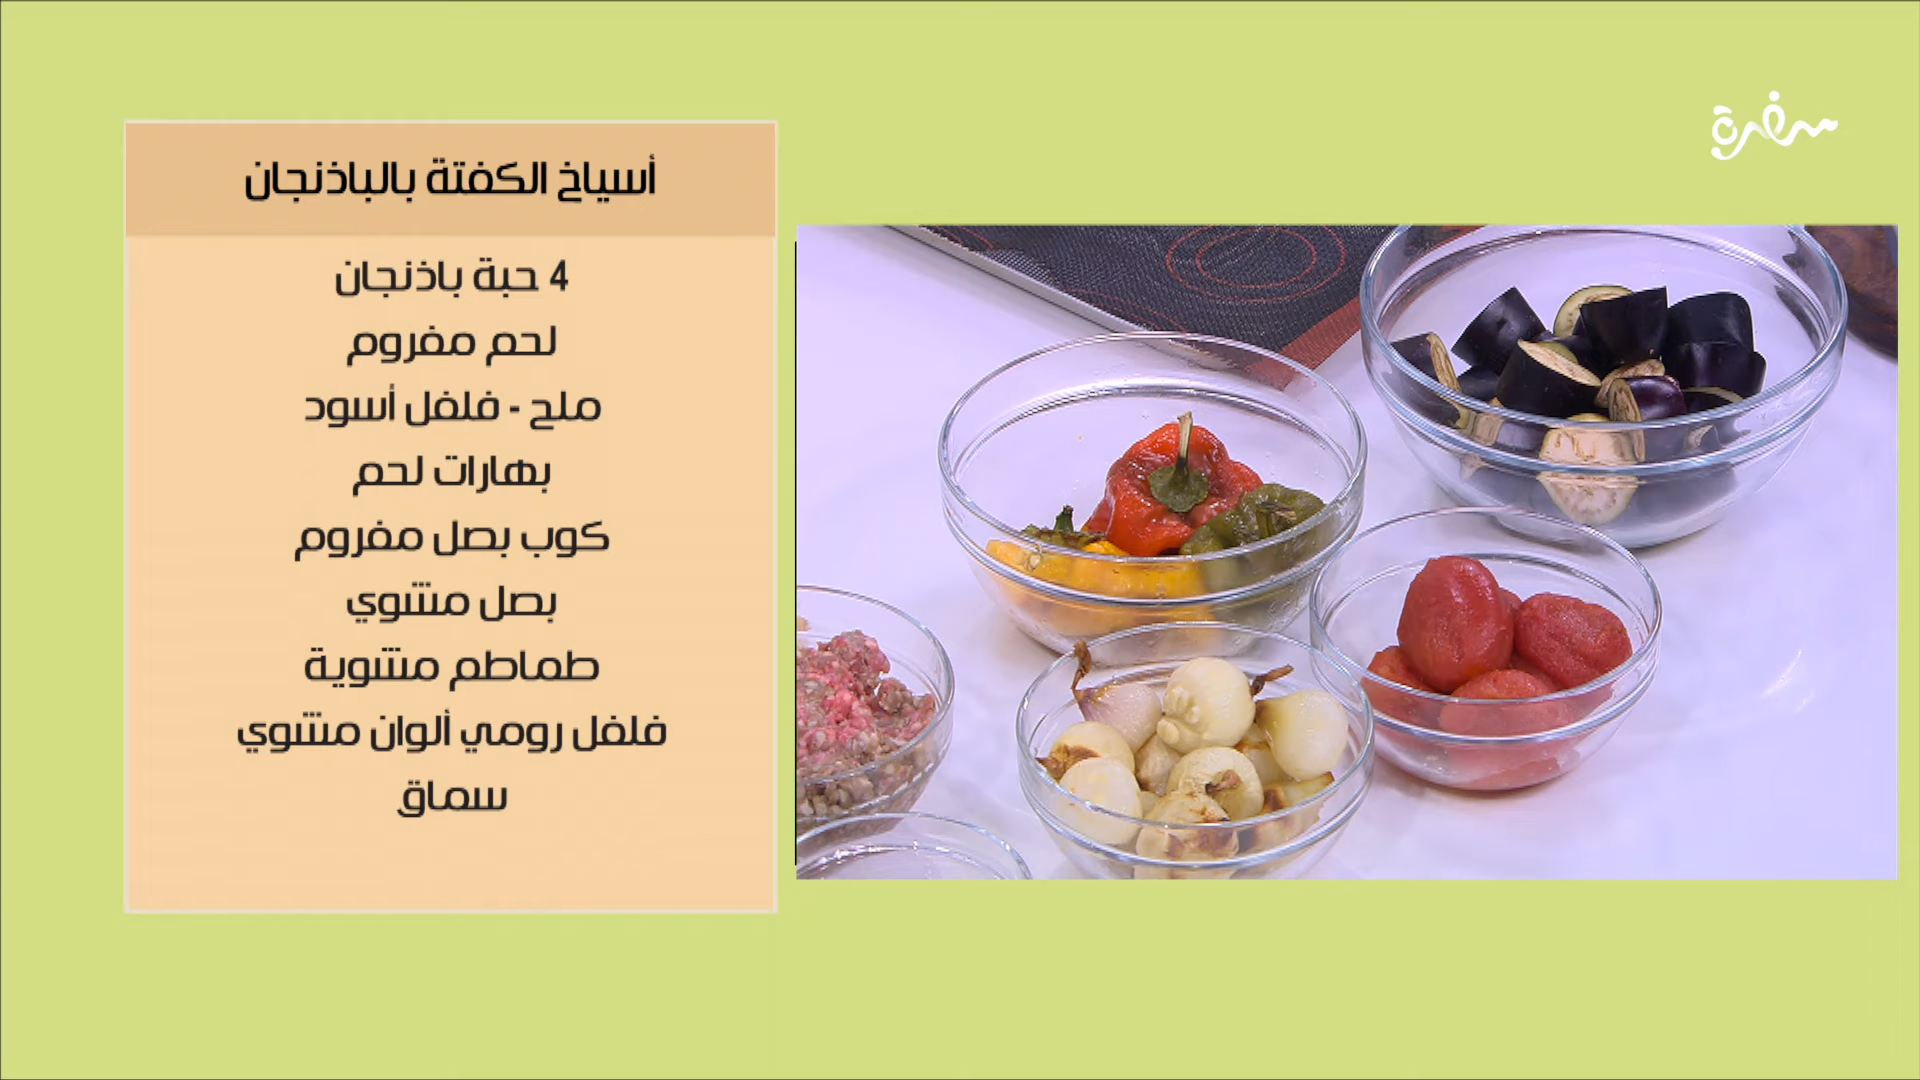 أسياخ الكفتة بالباذنجان
4 حبة باذنجان
لحم مفروم
ملح - فلفل أسود
بهارات لحم
كوب بصل مفروم
بصل مشوي
طماطم مشوية
فلفل رومي ألوان مشوي
سماق
سفرة